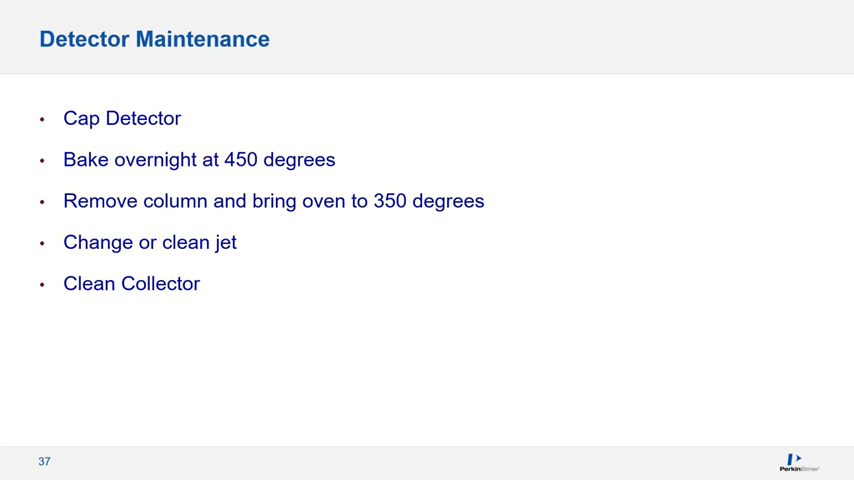 Detector Maintenance
• Cap Detector
• Bake overnight at 450 degrees
• Remove column and bring oven to 350 degrees
• Change or clean jet
• Clean Collector
37
PerkinElmer